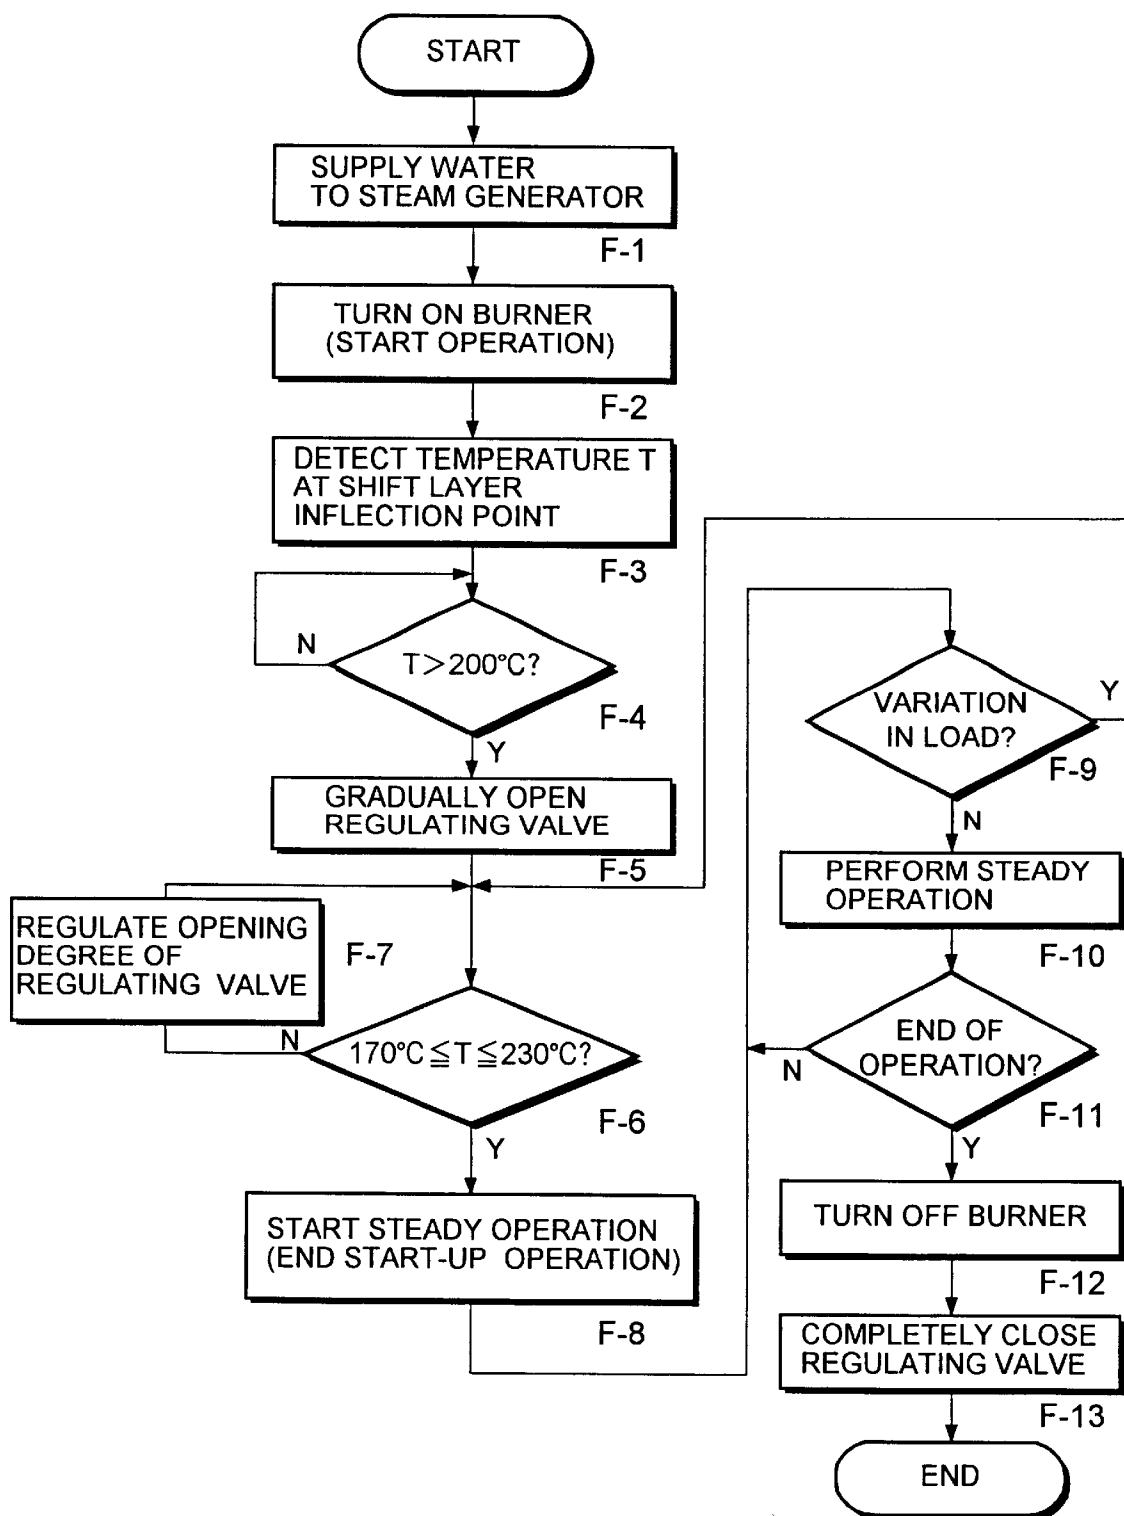 START
SUPPLY WATER
TO STEAM GENERATOR
F-1
TURN ON BURNER
(START OPERATION)
F-2
DETECT TEMPERATURE T
AT SHIFT LAYER
INFLECTION POINT
F-3
N
T>200°C?
F-4
Y
GRADUALLY OPEN
REGULATING VALVE
F-5
REGULATE OPENING
DEGREE OF
REGULATING VALVE
F-7
N
170°C≦T≦230°C?
F-6
Y
START STEADY OPERATION
(END START-UP OPERATION)
F-8
VARIATION
IN LOAD?
Y
F-9
N
PERFORM STEADY
OPERATION
F-10
END OF
OPERATION?
N
F-11
Y
TURN OFF BURNER
F-12
COMPLETELY CLOSE
REGULATING VALVE
F-13
END